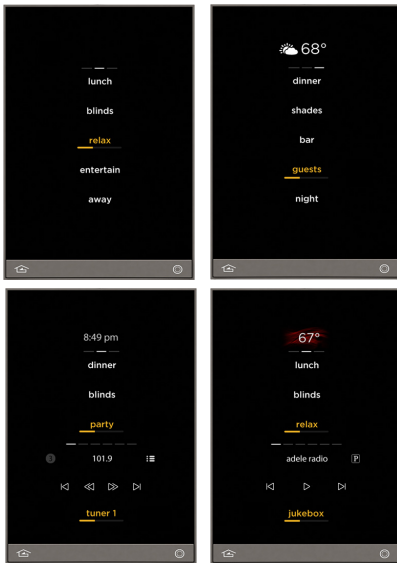 lunch
blinds
relax
entertain
away
68°
dinner
shades
bar
guests
night
8:49 pm
dinner
blinds
party
101.9
tuner 1
67°
lunch
blinds
relax
adele radio
P
jukebox